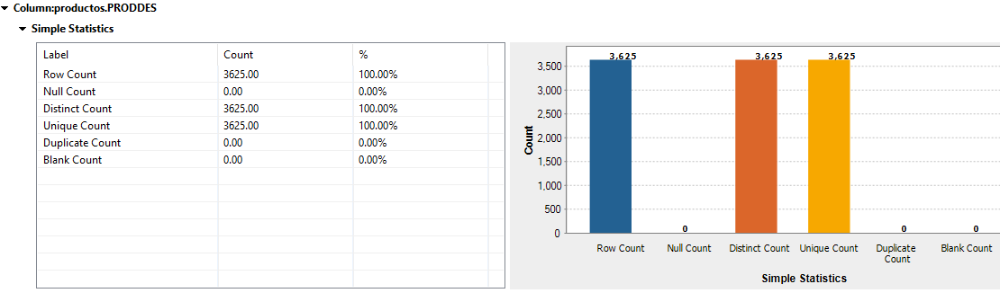 Column:productos.PRODDES
Simple Statistics
Label Count %
Row Count 3625.00 100.00%
Null Count 0.00 0.00%
Distinct Count 3625.00 100.00%
Unique Count 3625.00 100.00%
Duplicate Count 0.00 0.00%
Blank Count 0.00 0.00%
3,625 3,625 3,625
3,500
3,000
2,500
2,000
1,500
1,000
500
0
Count
0 0 0
Row Count Null Count Distinct Count Unique Count Duplicate Count Blank Count
Simple Statistics